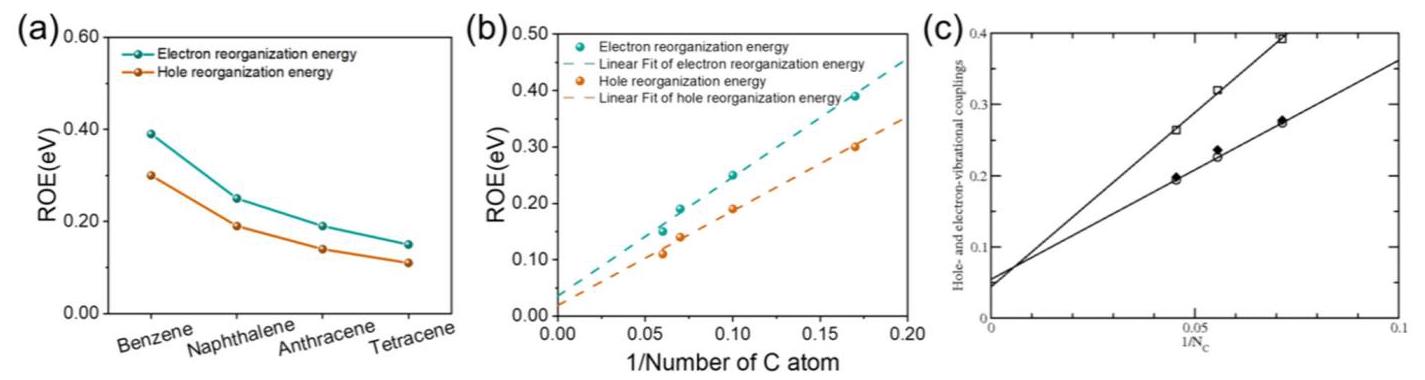 (a)
0.60
0.40
0.20
0.00
ROE(eV)
Electron reorganization energy
Hole reorganization energy
Benzene
Naphthalene
Anthracene
Tetracene
(b)
0.50
0.40
0.30
0.20
0.10
0.00
ROE(eV)
Electron reorganization energy
Linear Fit of electron reorganization energy
Hole reorganization energy
Linear Fit of hole reorganization energy
0.00 0.05 0.10 0.15 0.20
1/Number of C atom
(c)
0.4
0.3
0.2
0.1
0
Hole- and electron-vibrational couplings
0 0.05 0.1
1/N_C